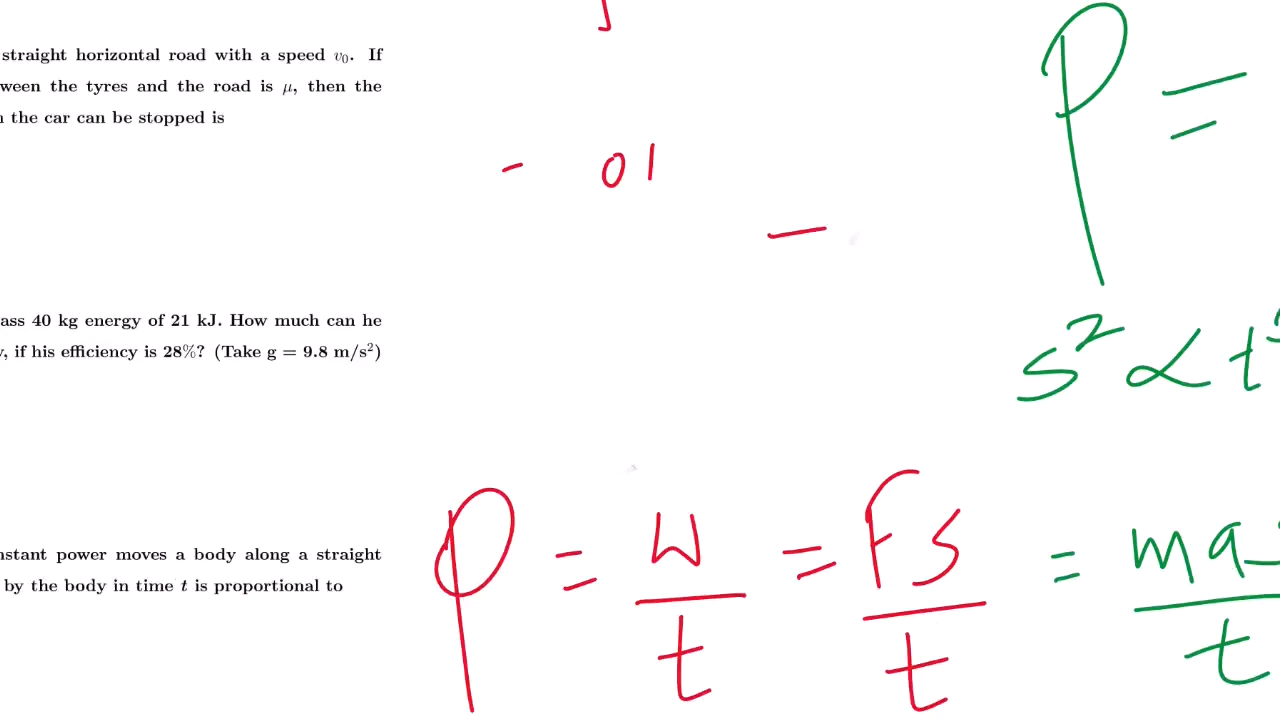 straight horizontal road with a speed v₀. If
ween the tyres and the road is μ, then the
the car can be stopped is
- 01
—
P =
ass 40 kg energy of 21 kJ. How much can he
, if his efficiency is 28%? (Take g = 9.8 m/s²)
s² ∝ t
nstant power moves a body along a straight
by the body in time t is proportional to
P = W/t = Fs/t = mas/t